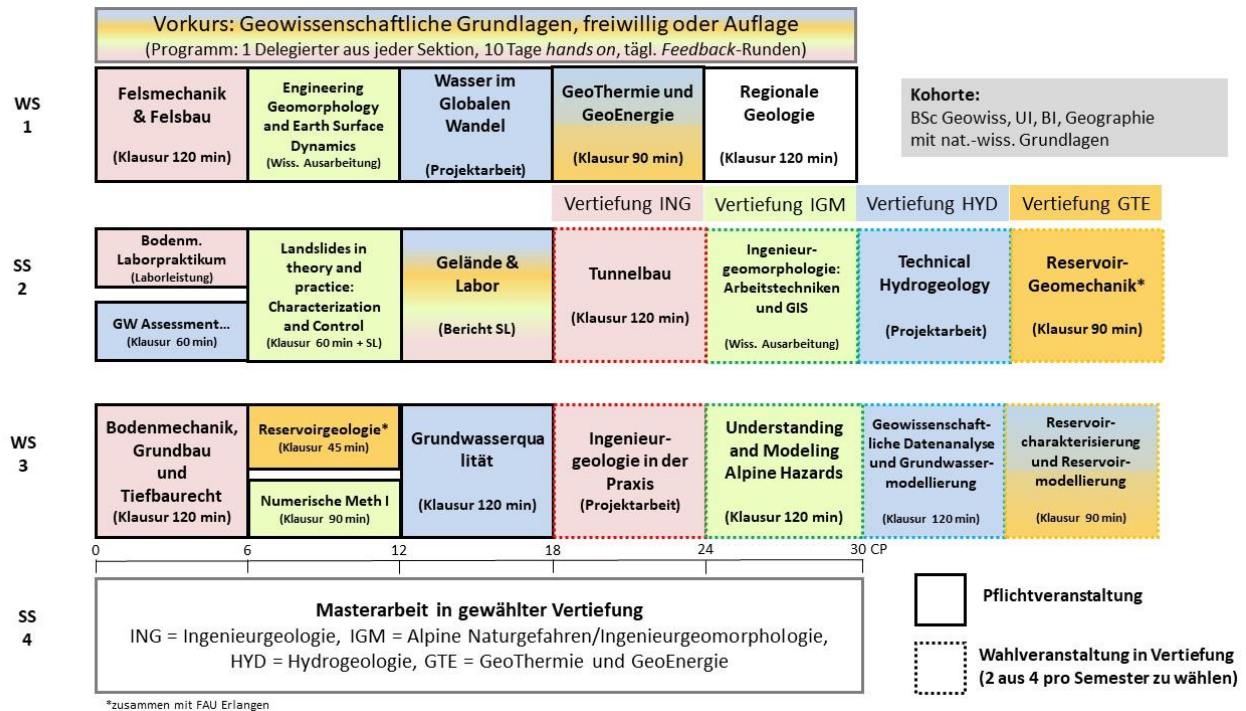 Vorkurs: Geowissenschaftliche Grundlagen, freiwillig oder Auflage
(Programm: 1 Delegierter aus jeder Sektion, 10 Tage hands on, tägl. Feedback-Runden)
WS
1
Felsmechanik
& Felsbau
(Klausur 120 min)
Engineering
Geomorphology
and Earth Surface
Dynamics
(Wiss. Ausarbeitung)
Wasser im
Globalen
Wandel
(Projektarbeit)
GeoThermie und
GeoEnergie
(Klausur 90 min)
Regionale
Geologie
(Klausur 120 min)
Kohorte:
BSc Geowiss, UI, BI, Geographie
mit nat.-wiss. Grundlagen
Vertiefung ING
Vertiefung IGM
Vertiefung HYD
Vertiefung GTE
SS
2
Bodenm.
Laborpraktikum
(Laborleistung)
GW Assessment...
(Klausur 60 min)
Landslides in
theory and
practice:
Characterization
and Control
(Klausur 60 min + SL)
Gelände &
Labor
(Bericht SL)
Tunnelbau
(Klausur 120 min)
Ingenieur-
geomorphologie:
Arbeitstechniken
und GIS
(Wiss. Ausarbeitung)
Technical
Hydrogeology
(Projektarbeit)
Reservoir-
Geomechanik*
(Klausur 90 min)
WS
3
Bodenmechanik,
Grundbau
und
Tiefbaurecht
(Klausur 120 min)
Reservoirgeologie*
(Klausur 45 min)
Numerische Meth I
(Klausur 90 min)
Grundwasserqua
lität
(Klausur 120 min)
Ingenieur-
geologie in der
Praxis
(Projektarbeit)
Understanding
and Modeling
Alpine Hazards
(Klausur 120 min)
Geowissenschaft-
liche Datenanalyse
und Grundwasser-
modellierung
(Klausur 120 min)
Reservoir-
charakterisierung
und Reservoir-
modellierung
(Klausur 90 min)
0 6 12 18 24 30 CP
SS
4
Masterarbeit in gewählter Vertiefung
ING = Ingenieurgeologie, IGM = Alpine Naturgefahren/Ingenieurgeomorphologie,
HYD = Hydrogeologie, GTE = GeoThermie und GeoEnergie
Pflichtveranstaltung
Wahlveranstaltung in Vertiefung
(2 aus 4 pro Semester zu wählen)
*zusammen mit FAU Erlangen